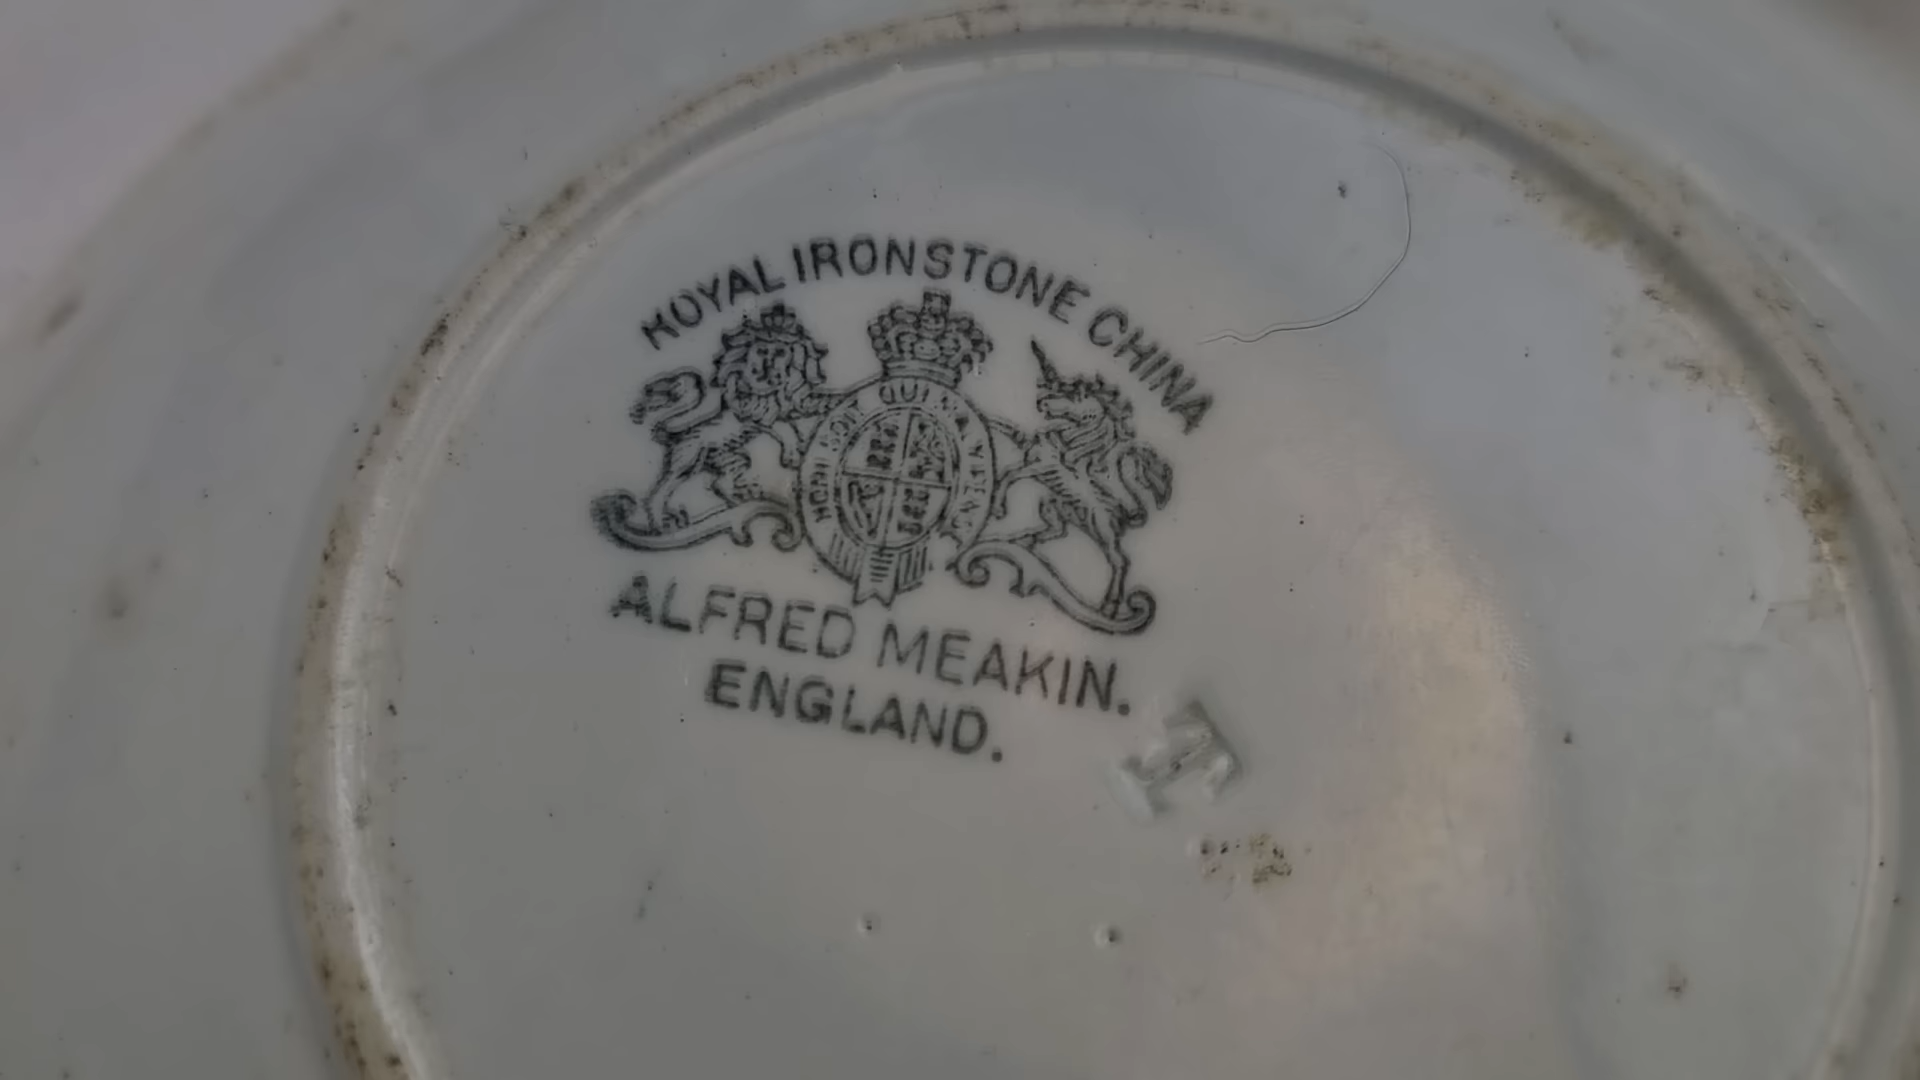 ROYAL IRONSTONE CHINA
HONI SOIT QUI MAL Y PENSE
ALFRED MEAKIN.
ENGLAND.
T